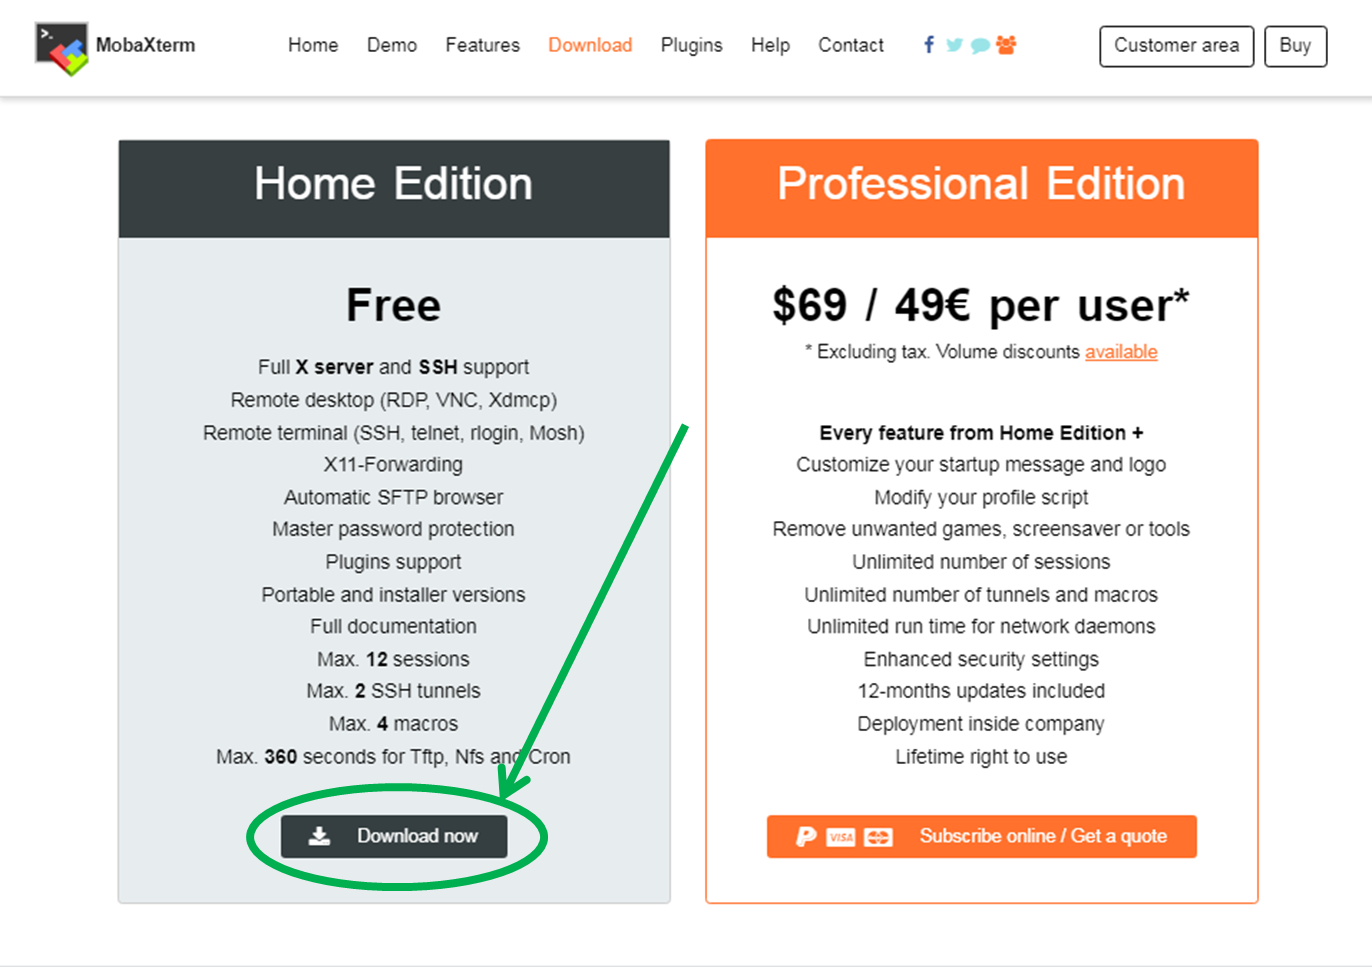 MobaXterm
Home Demo Features Download Plugins Help Contact
Customer area
Buy
Home Edition
Free
Full X server and SSH support
Remote desktop (RDP, VNC, Xdmcp)
Remote terminal (SSH, telnet, rlogin, Mosh)
X11-Forwarding
Automatic SFTP browser
Master password protection
Plugins support
Portable and installer versions
Full documentation
Max. 12 sessions
Max. 2 SSH tunnels
Max. 4 macros
Max. 360 seconds for Tftp, Nfs and Cron
Download now
Professional Edition
$69 / 49€ per user*
* Excluding tax. Volume discounts available
Every feature from Home Edition +
Customize your startup message and logo
Modify your profile script
Remove unwanted games, screensaver or tools
Unlimited number of sessions
Unlimited number of tunnels and macros
Unlimited run time for network daemons
Enhanced security settings
12-months updates included
Deployment inside company
Lifetime right to use
VISA Subscribe online / Get a quote